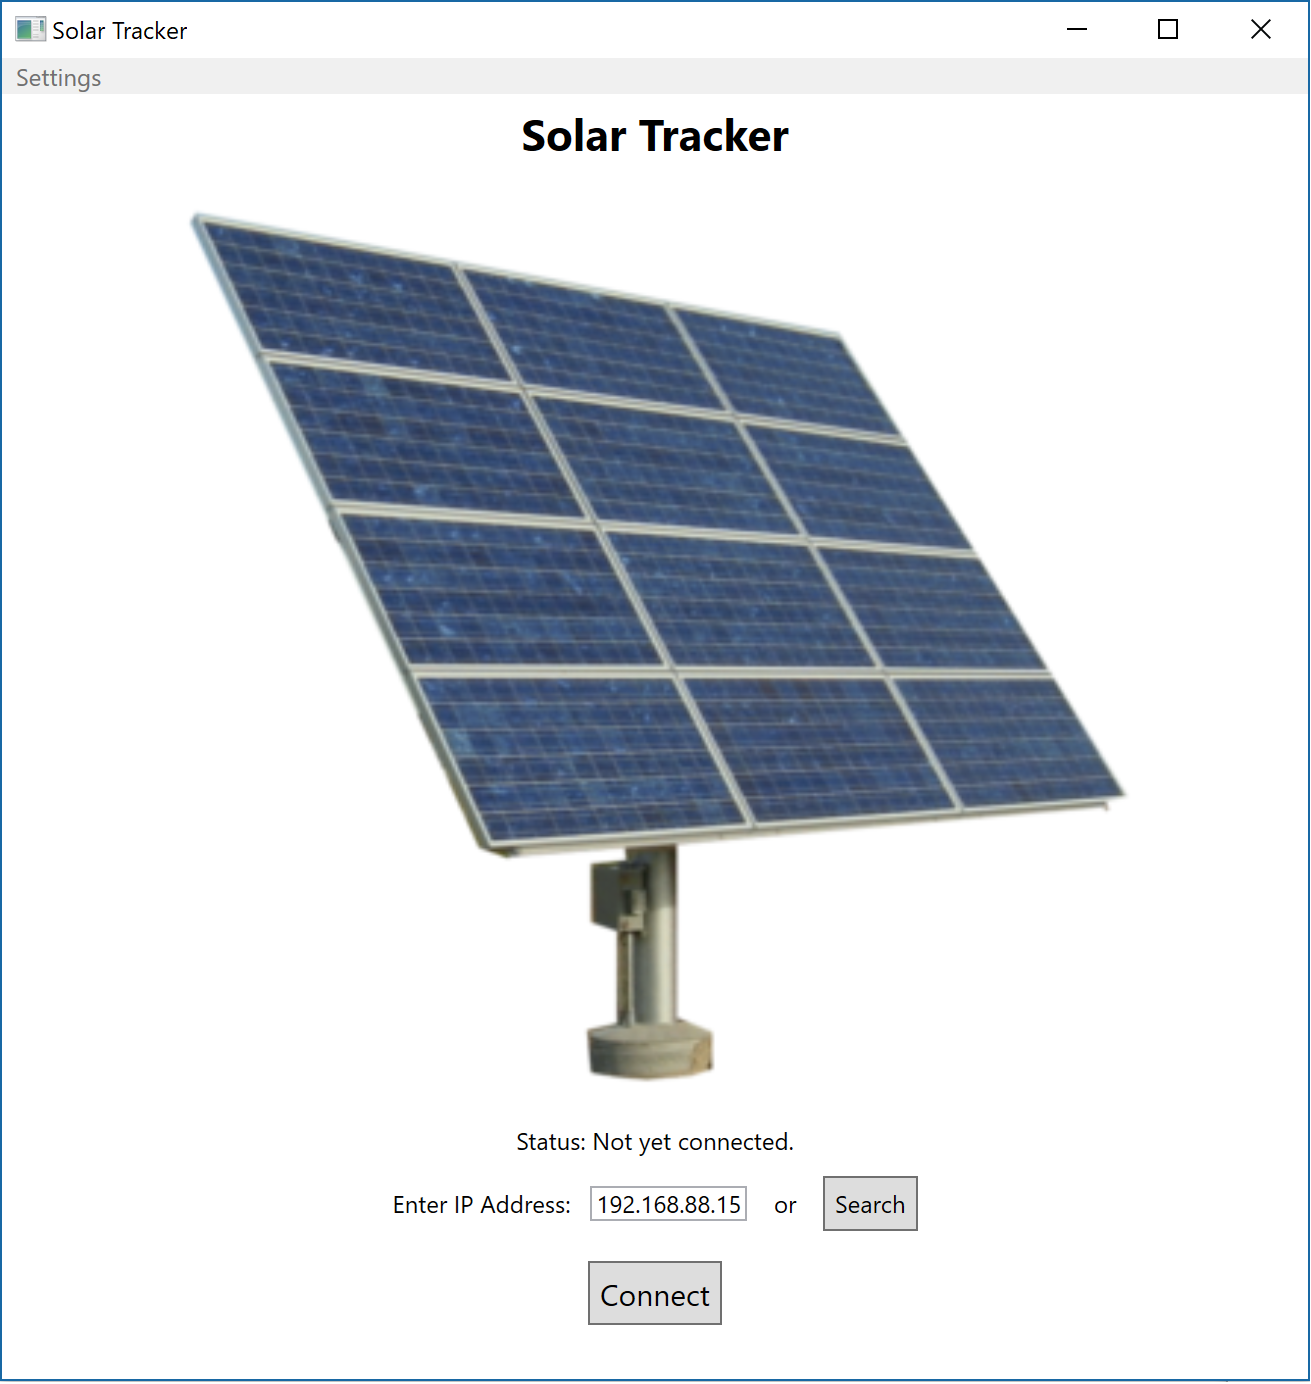 Solar Tracker
Settings
Solar Tracker
Status: Not yet connected.
Enter IP Address: 192.168.88.15 or Search
Connect